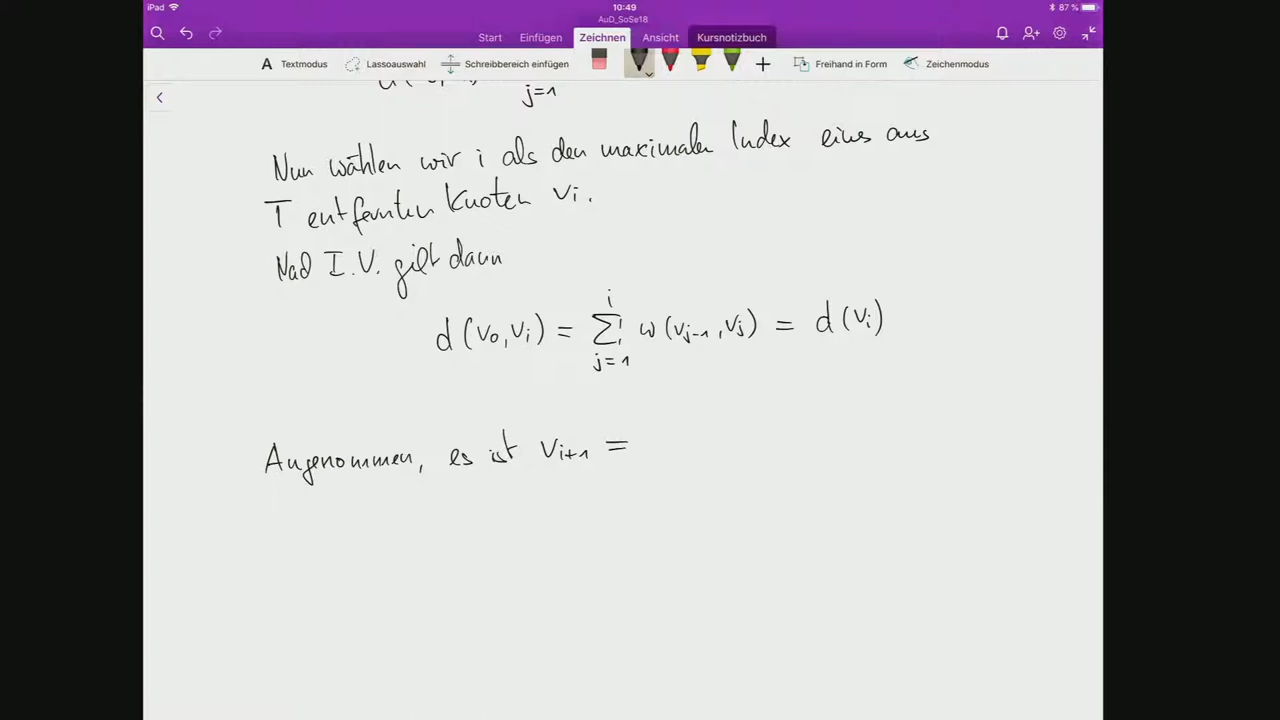 iPad 10:49 87 %
AuD_SoSe18
Start Einfügen Zeichnen Ansicht Kursnotizbuch
A Textmodus Lassoauswahl Schreibbereich einfügen Freihand in Form Zeichenmodus
j=1
Nun wählen wir i als den maximalen Index eines aus
T entfernten Knoten vi.
Nach I.V. gilt dann
d(v₀,vᵢ) = ∑ᵢⱼ₌₁ w(vⱼ₋₁,vⱼ) = d(vᵢ)
Angenommen, es ist vᵢ₊₁ =